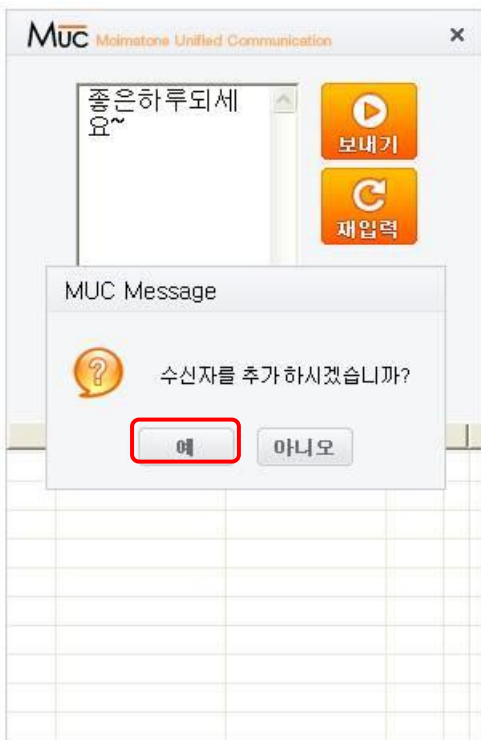 MUC Moimstone Unified Communication
좋은하루되세
요~
보내기
재입력
MUC Message
수신자를 추가 하시겠습니까?
예 아니오